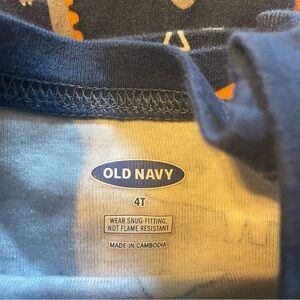 OLD NAVY
4T
WEAR SNUG-FITTING.
NOT FLAME RESISTANT
MADE IN CAMBODIA